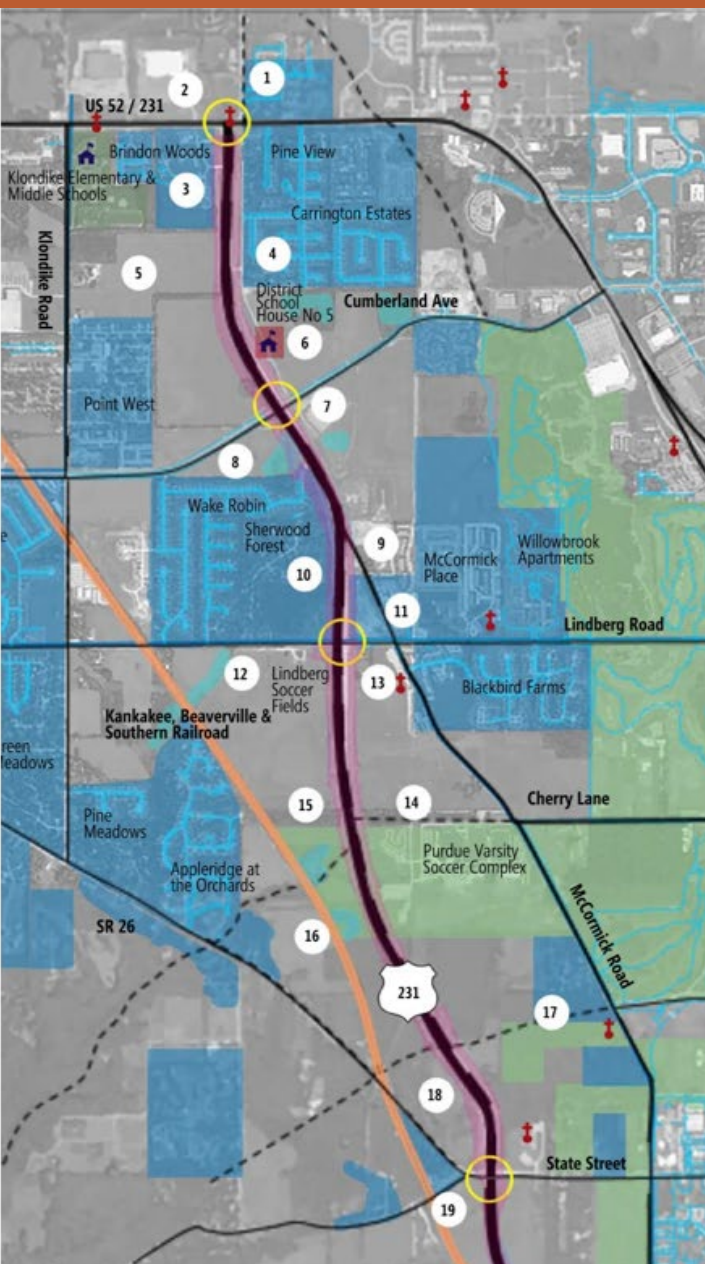 1
2
US 52 / 231
Brindon Woods
Pine View
Klondike Elementary &
Middle Schools
3
Carrington Estates
Klondike Road
4
5
District
School
House No 5
Cumberland Ave
6
Point West
7
8
Wake Robin
Sherwood
Forest
9
McCormick
Place
Willowbrook
Apartments
10
11
Lindberg Road
12
Lindberg
Soccer
Fields
13
Blackbird Farms
Kankakee, Beaverville &
Southern Railroad
reen
Meadows
Pine
Meadows
15
14
Cherry Lane
Appleridge at
the Orchards
Purdue Varsity
Soccer Complex
McCormick Road
SR 26
16
231
17
18
State Street
19